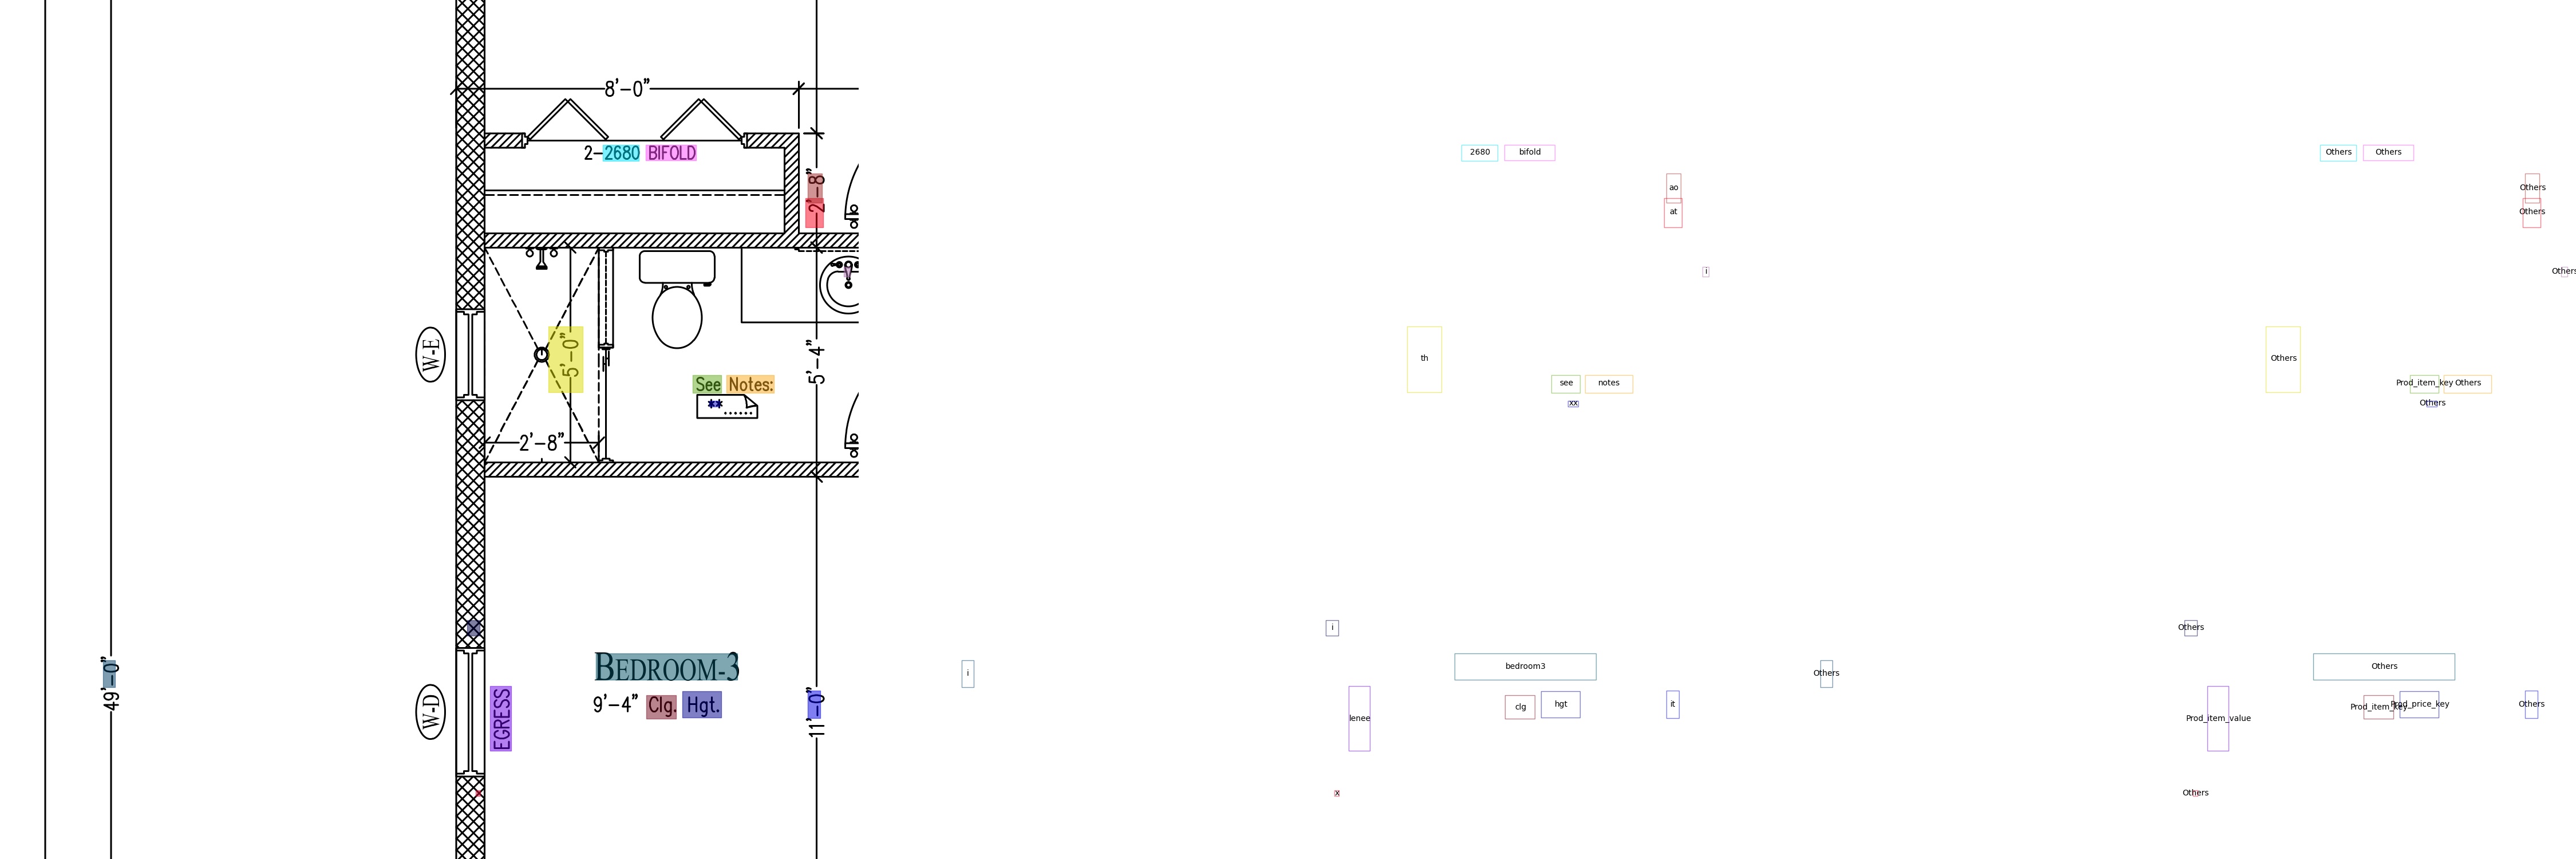 8'-0"
2-2680 BIFOLD
2'-8"
W-E
5'-0"
5'-4"
See Notes:
**
2'-8"
49'-0"
BEDROOM-3
9'-4" Clg. Hgt.
W-D
EGRESS
11'-0"
2680 bifold
ao
at
i
th
see notes
xx
i
i
bedroom3
lenee
clg hgt it
x
Others Others
Others
Others
Others
Others
Prod_item_key Others
Others
Others
Others
Others
Prod_item_value
Prod_item_key Prod_price_key Others
Others